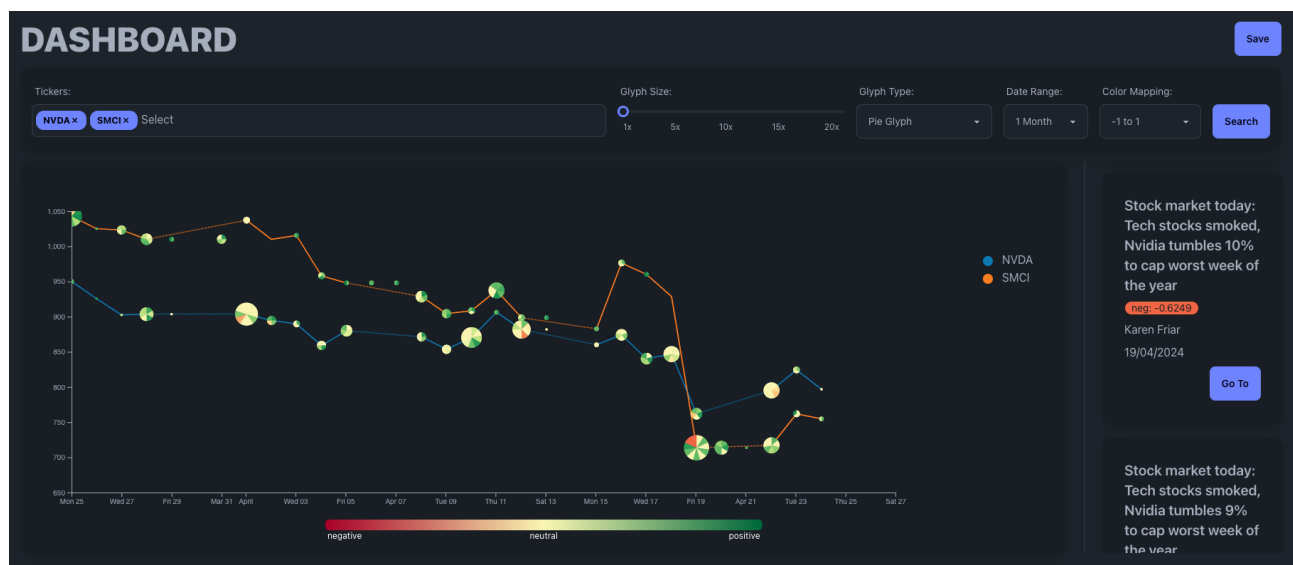 DASHBOARD
Save
Tickers:
NVDA ×
SMCI ×
Select
Glyph Size:
1x 5x 10x 15x 20x
Glyph Type:
Pie Glyph
Date Range:
1 Month
Color Mapping:
-1 to 1
Search
1,050
1,000
950
900
850
800
750
700
650
Mon 25 Wed 27 Fri 29 Mar 31 April Wed 03 Fri 05 Apr 07 Tue 09 Thu 11 Sat 13 Mon 15 Wed 17 Fri 19 Apr 21 Tue 23 Thu 25 Sat 27
negative neutral positive
NVDA
SMCI
Stock market today:
Tech stocks smoked,
Nvidia tumbles 10%
to cap worst week of
the year
neg: -0.6249
Karen Friar
19/04/2024
Go To
Stock market today:
Tech stocks smoked,
Nvidia tumbles 9%
to cap worst week of
the year